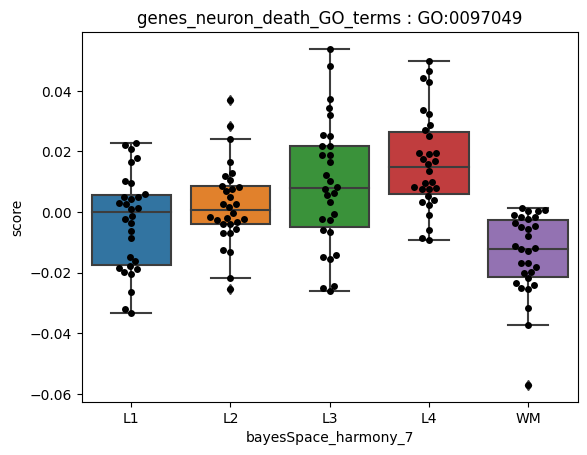 genes_neuron_death_GO_terms : GO:0097049
score
0.04
0.02
0.00
−0.02
−0.04
−0.06
L1 L2 L3 L4 WM
bayesSpace_harmony_7